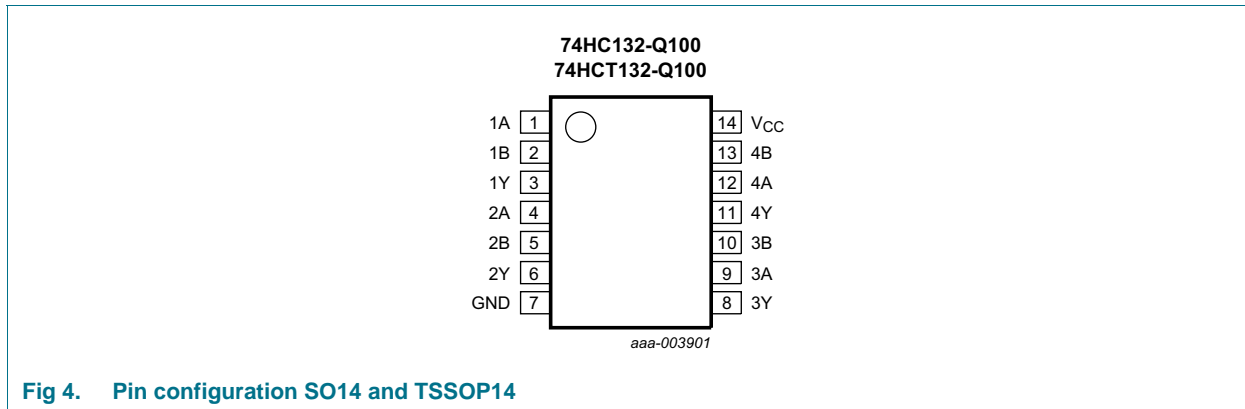 74HC132-Q100
74HCT132-Q100
1A 1 14 VCC
1B 2 13 4B
1Y 3 12 4A
2A 4 11 4Y
2B 5 10 3B
2Y 6 9 3A
GND 7 8 3Y
aaa-003901
Fig 4. Pin configuration SO14 and TSSOP14